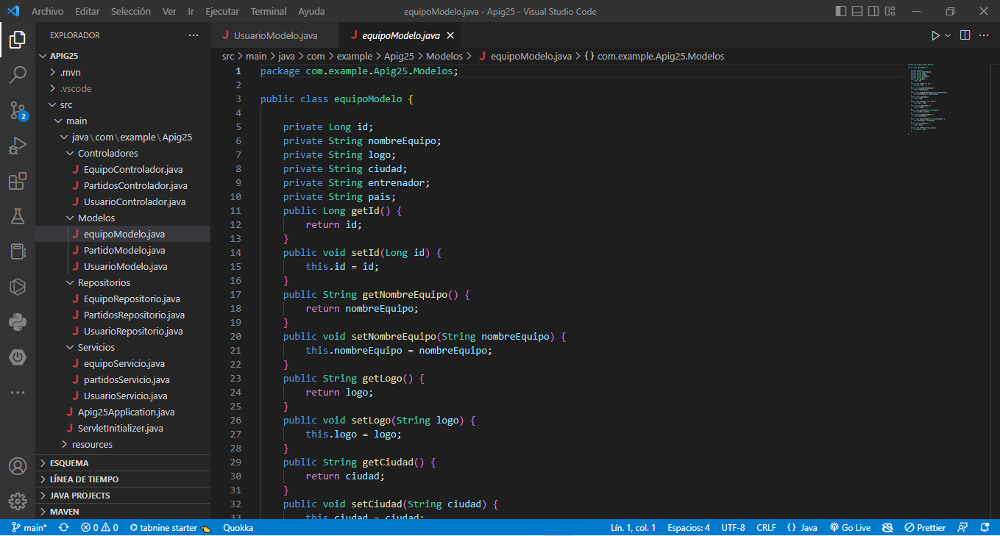 Archivo Editar Selección Ver Ir Ejecutar Terminal Ayuda
equipoModelo.java - Apig25 - Visual Studio Code
EXPLORADOR
UsuarioModelo.java
equipoModelo.java
APIG25
.mvn
.vscode
src
main
java\com\example\Apig25
Controladores
EquipoControlador.java
PartidosControlador.java
UsuarioControlador.java
Modelos
equipoModelo.java
PartidoModelo.java
UsuarioModelo.java
Repositorios
EquipoRepositorio.java
PartidosRepositorio.java
UsuarioRepositorio.java
Servicios
equipoServicio.java
partidosServicio.java
UsuarioServicio.java
Apig25Application.java
ServletInitializer.java
resources
ESQUEMA
LÍNEA DE TIEMPO
JAVA PROJECTS
MAVEN
2
src > main > java > com > example > Apig25 > Modelos > equipoModelo.java > {} com.example.Apig25.Modelos
1 package com.example.Apig25.Modelos;
2
3 public class equipoModelo {
4
5 private Long id;
6 private String nombreEquipo;
7 private String logo;
8 private String ciudad;
9 private String entrenador;
10 private String pais;
11 public Long getId() {
12 return id;
13 }
14 public void setId(Long id) {
15 this.id = id;
16 }
17 public String getNombreEquipo() {
18 return nombreEquipo;
19 }
20 public void setNombreEquipo(String nombreEquipo) {
21 this.nombreEquipo = nombreEquipo;
22 }
23 public String getLogo() {
24 return logo;
25 }
26 public void setLogo(String logo) {
27 this.logo = logo;
28 }
29 public String getCiudad() {
30 return ciudad;
31 }
32 public void setCiudad(String ciudad) {
33 this.ciudad = ciudad;
main* 0 0 tabnine starter Quokka Lín. 1, col. 1 Espacios: 4 UTF-8 CRLF {} Java Go Live Prettier